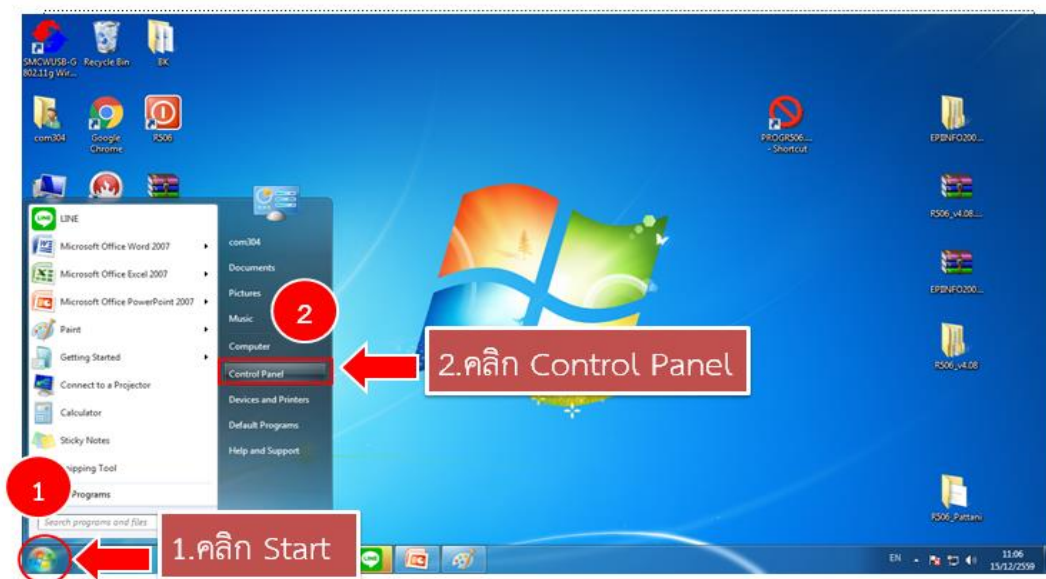 SMCWUSB-G
802.11g Wir...
Recycle Bin
BK
com304
Google
Chrome
R506
PROGR506....
- Shortcut
EPIINFO200...
R506_v4.08....
EPIINFO200...
R506_v4.08
R506_Pattani
LINE
Microsoft Office Word 2007
Microsoft Office Excel 2007
Microsoft Office PowerPoint 2007
Paint
Getting Started
Connect to a Projector
Calculator
Sticky Notes
nipping Tool
Programs
Search programs and files
com304
Documents
Pictures
Music
Computer
Control Panel
Devices and Printers
Default Programs
Help and Support
2
2.คลิก Control Panel
1
1.คลิก Start
EN
11:06
15/12/2559